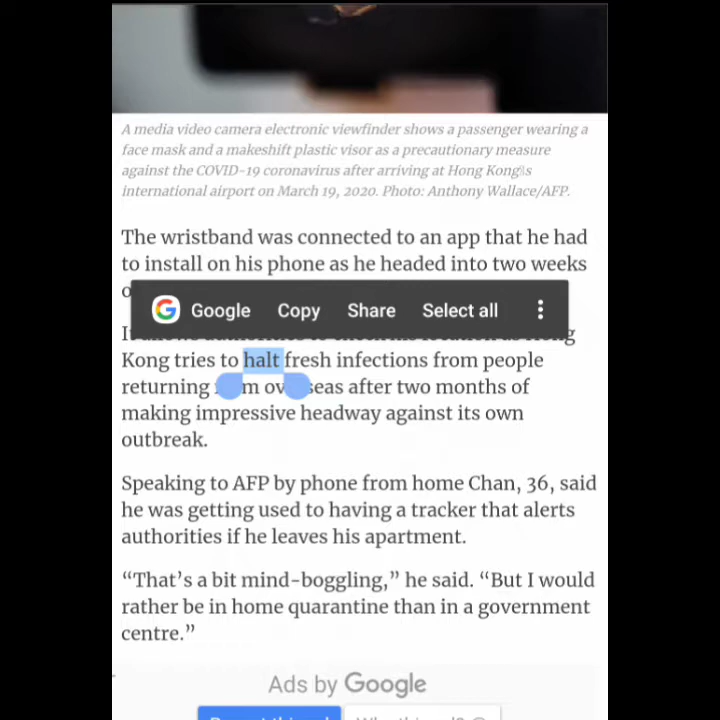 A media video camera electronic viewfinder shows a passenger wearing a
face mask and a makeshift plastic visor as a precautionary measure
against the COVID-19 coronavirus after arriving at Hong Kong's
international airport on March 19, 2020. Photo: Anthony Wallace/AFP.
The wristband was connected to an app that he had
to install on his phone as he headed into two weeks
Google Copy Share Select all
Kong tries to halt fresh infections from people
returning overseas after two months of
making impressive headway against its own
outbreak.
Speaking to AFP by phone from home Chan, 36, said
he was getting used to having a tracker that alerts
authorities if he leaves his apartment.
“That’s a bit mind-boggling,” he said. “But I would
rather be in home quarantine than in a government
centre.”
Ads by Google